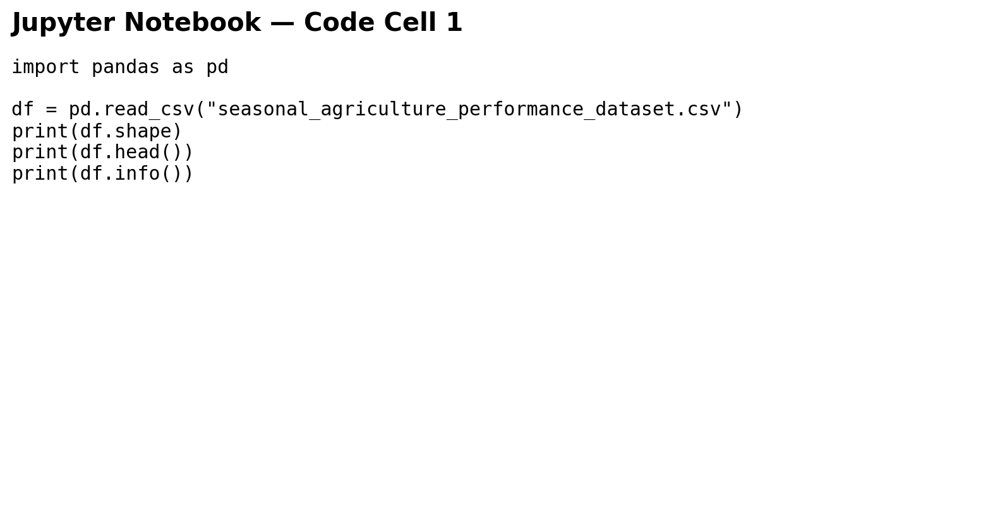 Jupyter Notebook — Code Cell 1
import pandas as pd
df = pd.read_csv("seasonal_agriculture_performance_dataset.csv")
print(df.shape)
print(df.head())
print(df.info())